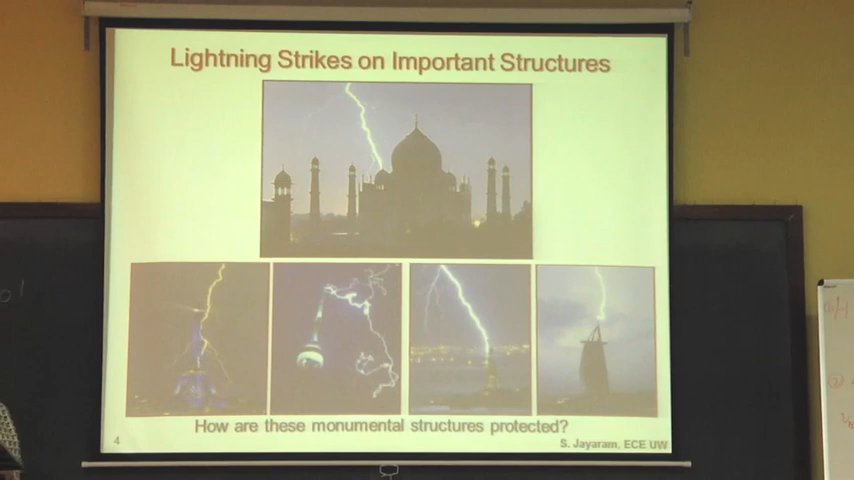 Lightning Strikes on Important Structures
How are these monumental structures protected?
4
S. Jayaram, ECE UW